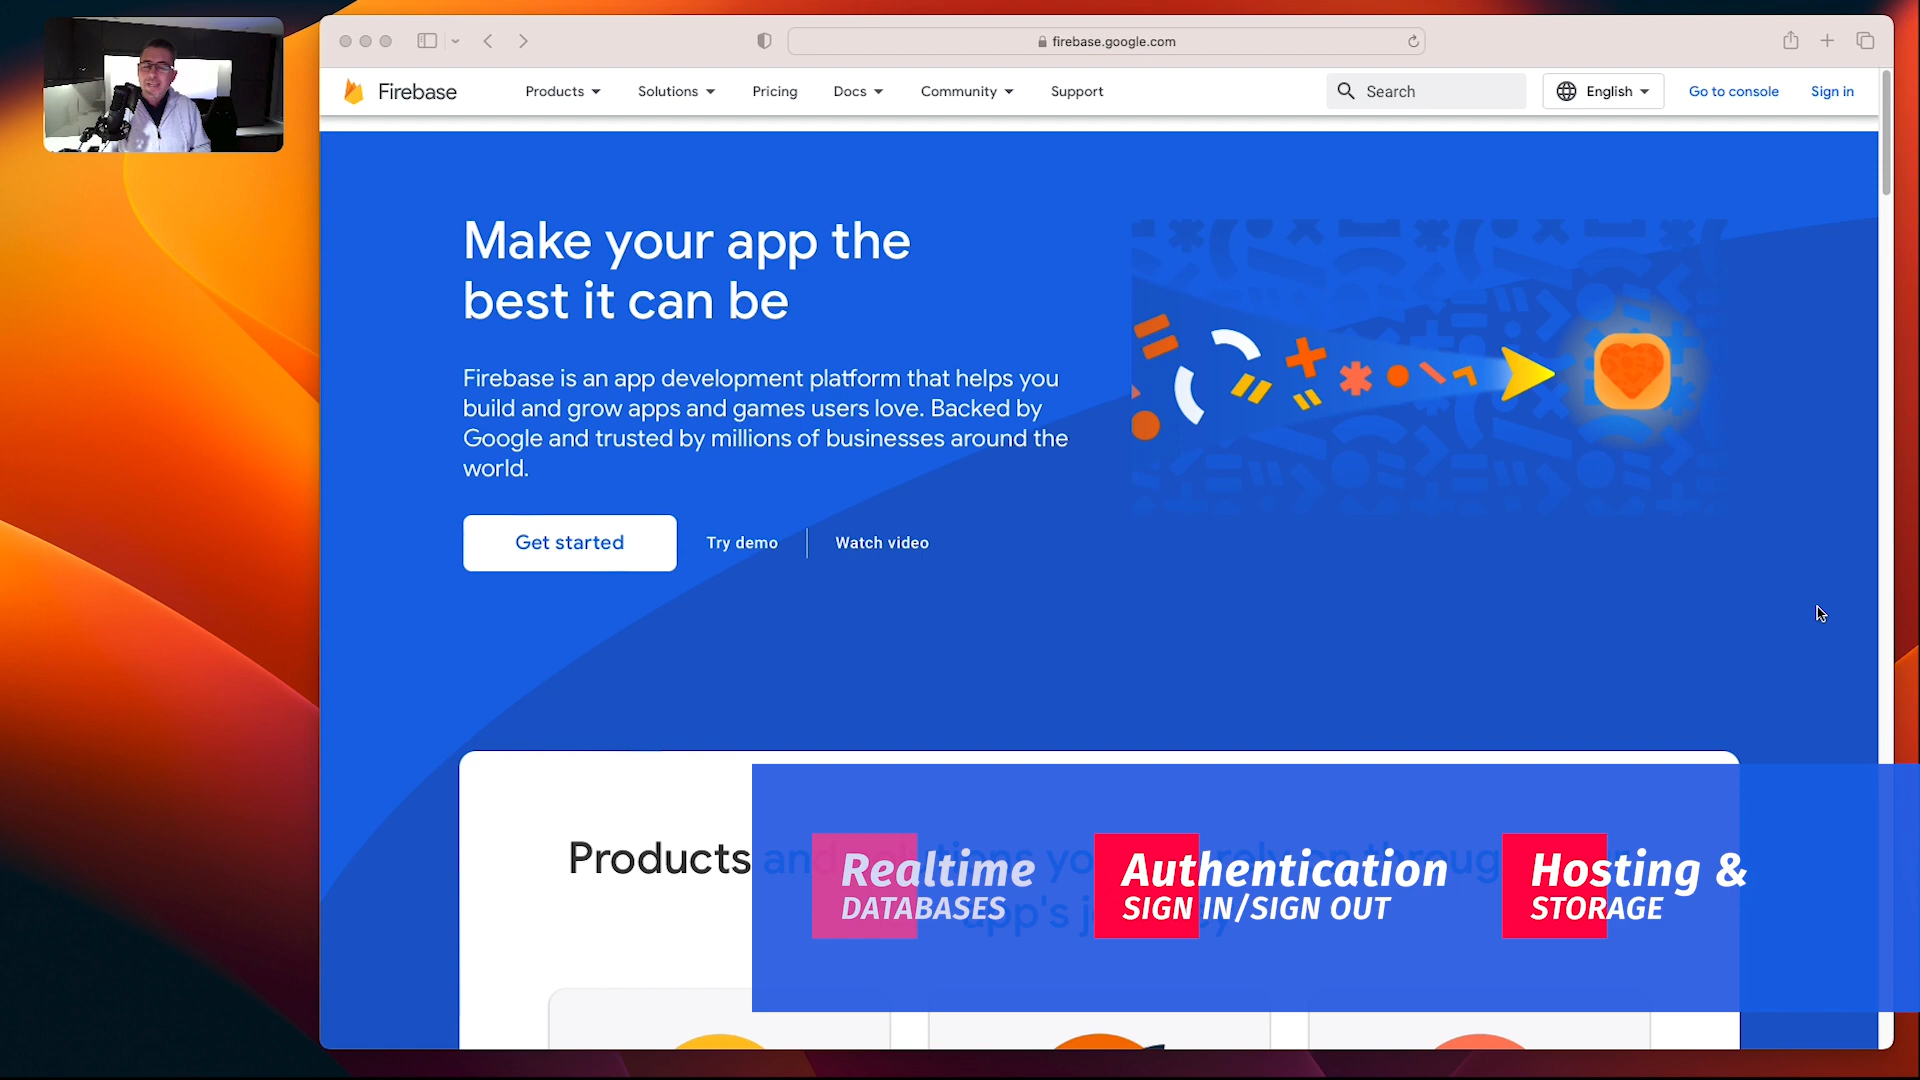 firebase.google.com
Firebase
Products
Solutions
Pricing
Docs
Community
Support
Search
English
Go to console
Sign in
Make your app the
best it can be
Firebase is an app development platform that helps you
build and grow apps and games users love. Backed by
Google and trusted by millions of businesses around the
world.
Get started
Try demo
Watch video
Products and
app's
Realtime
DATABASES
Authentication
SIGN IN/SIGN OUT
Hosting &
STORAGE